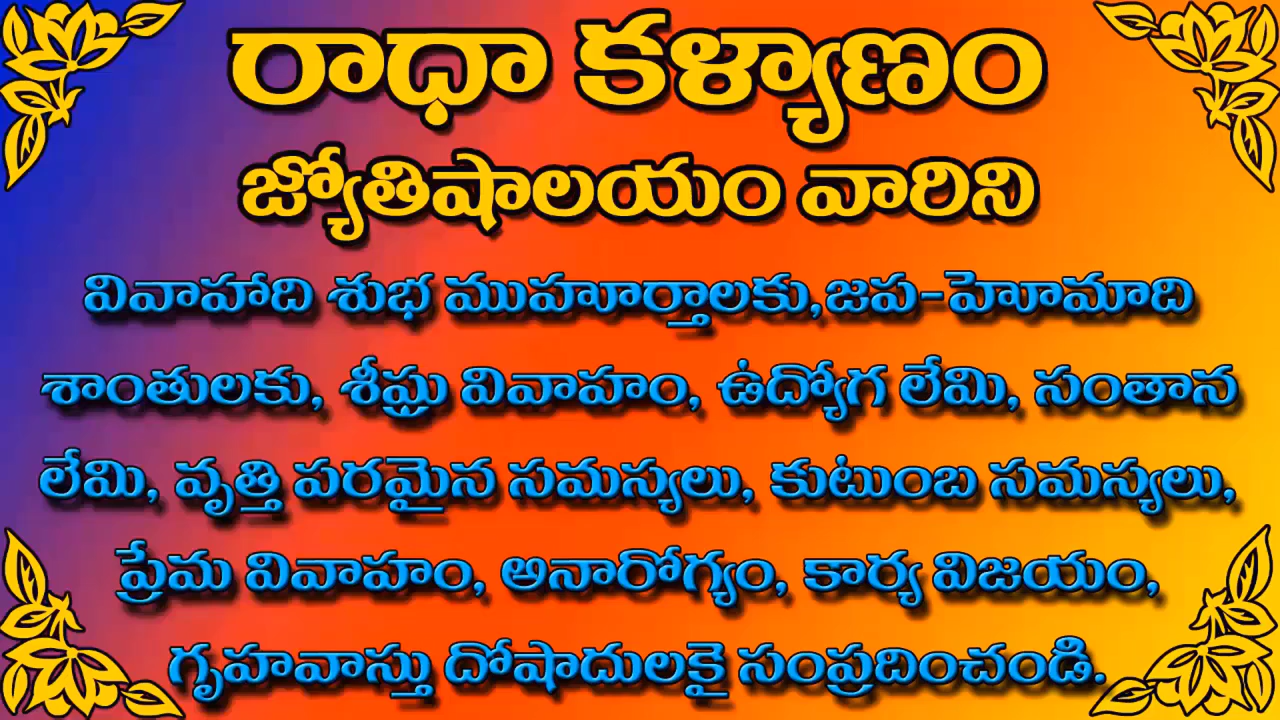 రాధా కళ్యాణం
జ్యోతిషాలయం వారిని
వివాహాది శుభ ముహూర్తాలకు,జప-హోమాది
శాంతులకు, శీఘ్ర వివాహం, ఉద్యోగ లేమి, సంతాన
లేమి, వృత్తి పరమైన సమస్యలు, కుటుంబ సమస్యలు,
ప్రేమ వివాహం, అనారోగ్యం, కార్య విజయం,
గృహవాస్తు దోషాదులకై సంప్రదించండి.